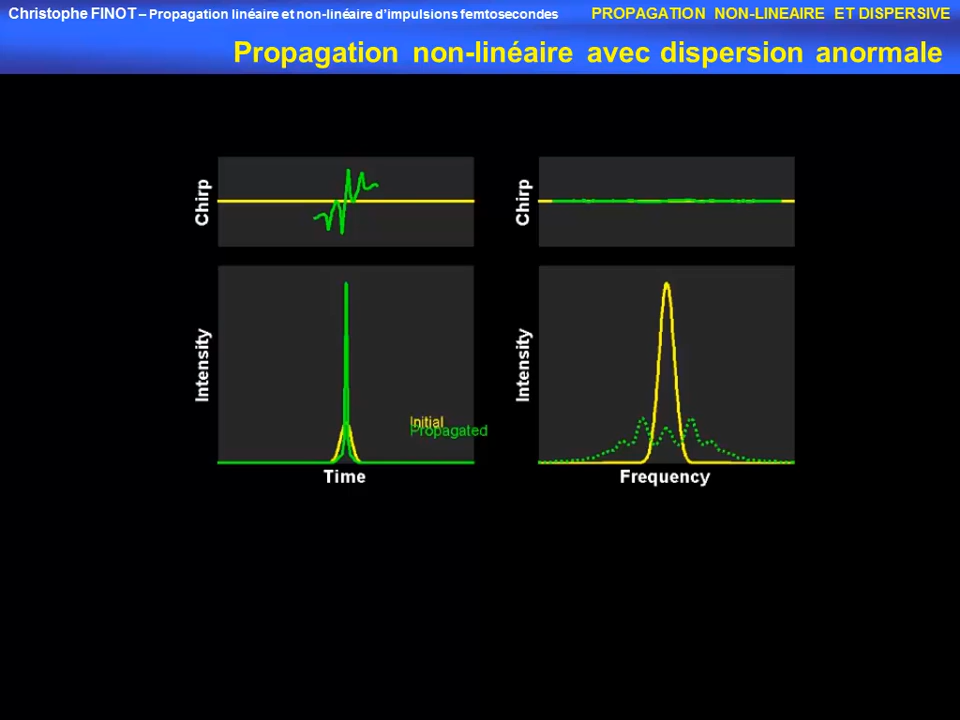 Christophe FINOT – Propagation linéaire et non-linéaire d'impulsions femtosecondes PROPAGATION NON-LINEAIRE ET DISPERSIVE
Propagation non-linéaire avec dispersion anormale
Chirp
Chirp
Intensity
Initial
Propagated
Time
Intensity
Frequency